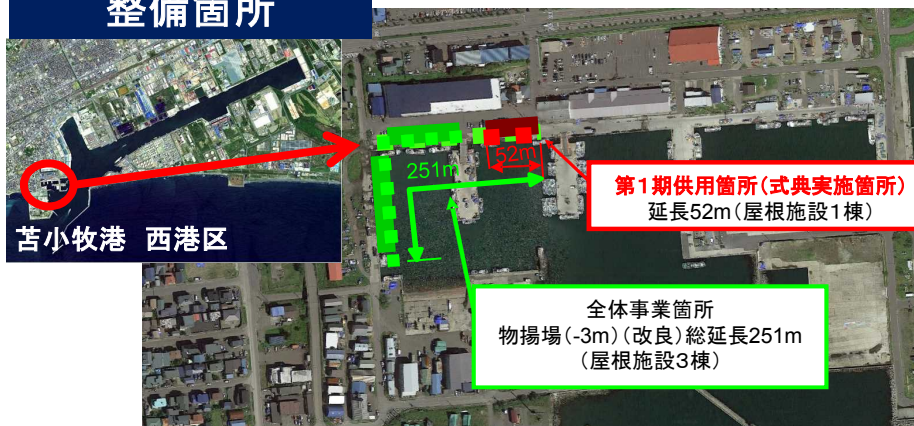 整備箇所
苫小牧港 西港区
251m
52m
第1期供用箇所(式典実施箇所)
延長52m(屋根施設1棟)
全体事業箇所
物揚場(-3m)(改良)総延長251m
(屋根施設3棟)